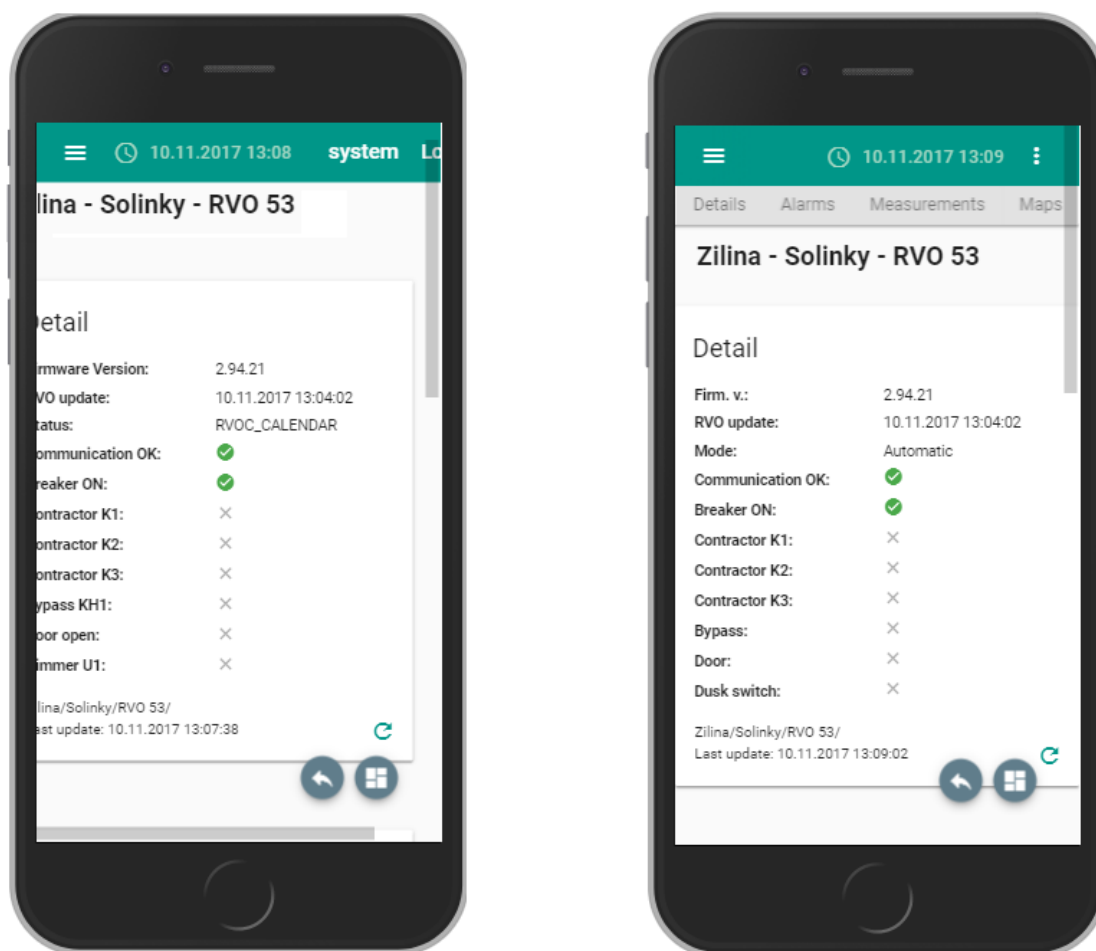 10.11.2017 13:08 system Lo
lina - Solinky - RVO 53
etail
rmware Version: 2.94.21
VO update: 10.11.2017 13:04:02
tatus: RVOC_CALENDAR
ommunication OK:
reaker ON:
ontractor K1:
ontractor K2:
ontractor K3:
ypass KH1:
oor open:
immer U1:
lina/Solinky/RVO 53/
ast update: 10.11.2017 13:07:38
10.11.2017 13:09
Details Alarms Measurements Maps
Zilina - Solinky - RVO 53
Detail
Firm. v.: 2.94.21
RVO update: 10.11.2017 13:04:02
Mode: Automatic
Communication OK:
Breaker ON:
Contractor K1:
Contractor K2:
Contractor K3:
Bypass:
Door:
Dusk switch:
Zilina/Solinky/RVO 53/
Last update: 10.11.2017 13:09:02